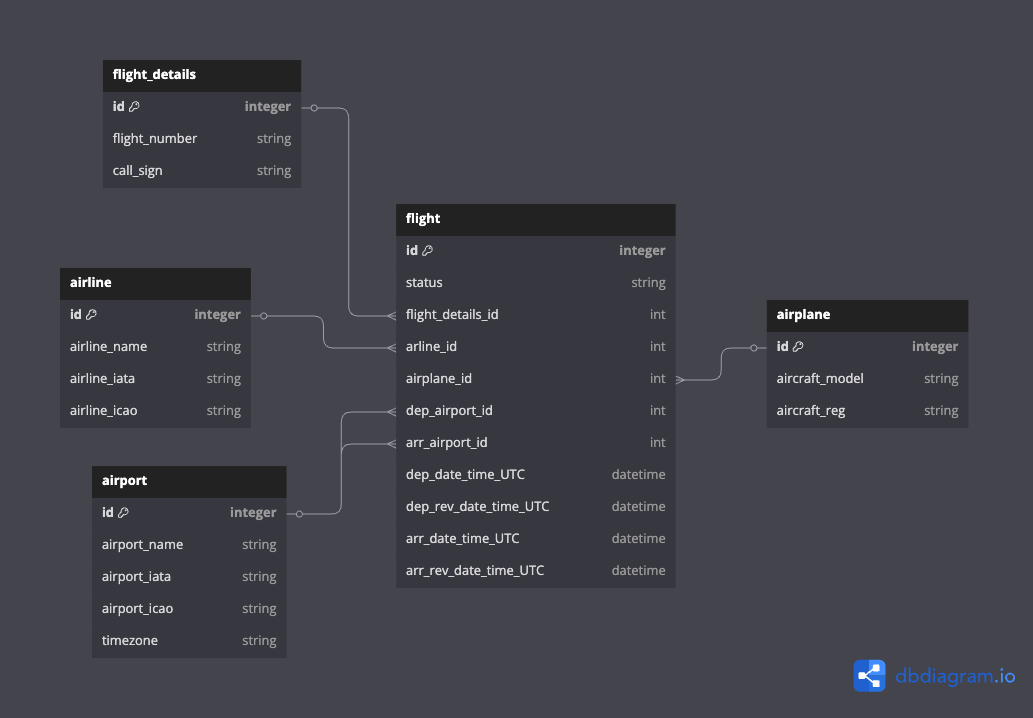 flight_details
id integer
flight_number string
call_sign string
flight
id integer
status string
flight_details_id int
arline_id int
airplane_id int
dep_airport_id int
arr_airport_id int
dep_date_time_UTC datetime
dep_rev_date_time_UTC datetime
arr_date_time_UTC datetime
arr_rev_date_time_UTC datetime
airline
id integer
airline_name string
airline_iata string
airline_icao string
airplane
id integer
aircraft_model string
aircraft_reg string
airport
id integer
airport_name string
airport_iata string
airport_icao string
timezone string
dbdiagram.io